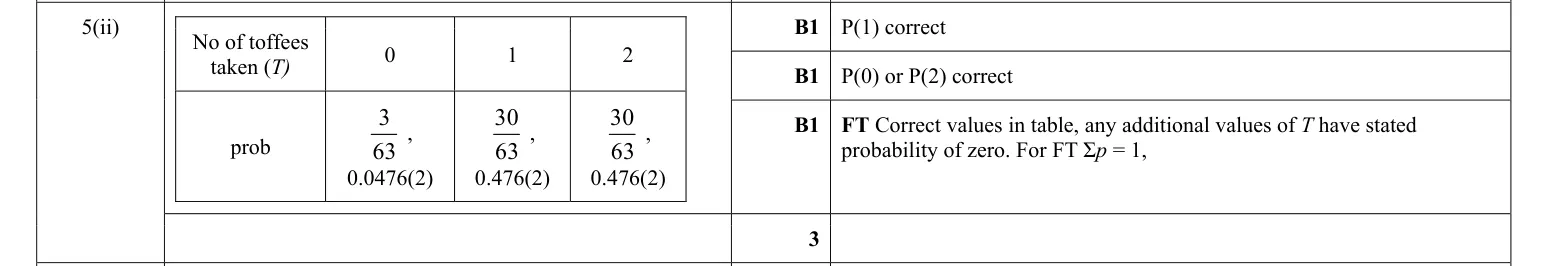 5(ii)
No of toffees taken (T) 0 1 2
prob 3/63, 0.0476(2) 30/63, 0.476(2) 30/63, 0.476(2)
B1 P(1) correct
B1 P(0) or P(2) correct
B1 FT Correct values in table, any additional values of T have stated
probability of zero. For FT Σp = 1,
3